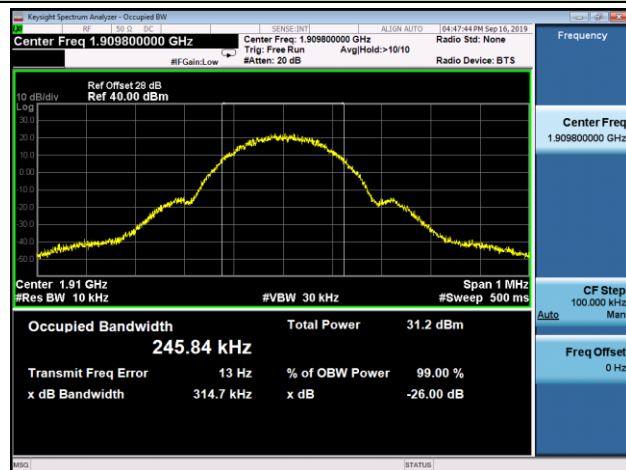 Keysight Spectrum Analyzer - Occupied BW
RF 50 Ω DC SENSE:INT ALIGN AUTO 04:47:44 PM Sep 16, 2019
Center Freq 1.909800000 GHz Center Freq: 1.909800000 GHz Radio Std: None
Trig: Free Run Avg|Hold:>10/10
#IFGain:Low #Atten: 20 dB Radio Device: BTS
Frequency
Ref Offset 28 dB
10 dB/div Ref 40.00 dBm
Log
30.0
20.0
10.0
0.00
-10.0
-20.0
-30.0
-40.0
-50.0
Center 1.91 GHz Span 1 MHz
#Res BW 10 kHz #VBW 30 kHz #Sweep 500 ms
Occupied Bandwidth Total Power 31.2 dBm
245.84 kHz
Transmit Freq Error 13 Hz % of OBW Power 99.00 %
x dB Bandwidth 314.7 kHz x dB -26.00 dB
Center Freq
1.909800000 GHz
CF Step
100.000 kHz
Auto Man
Freq Offset
0 Hz
MSG STATUS